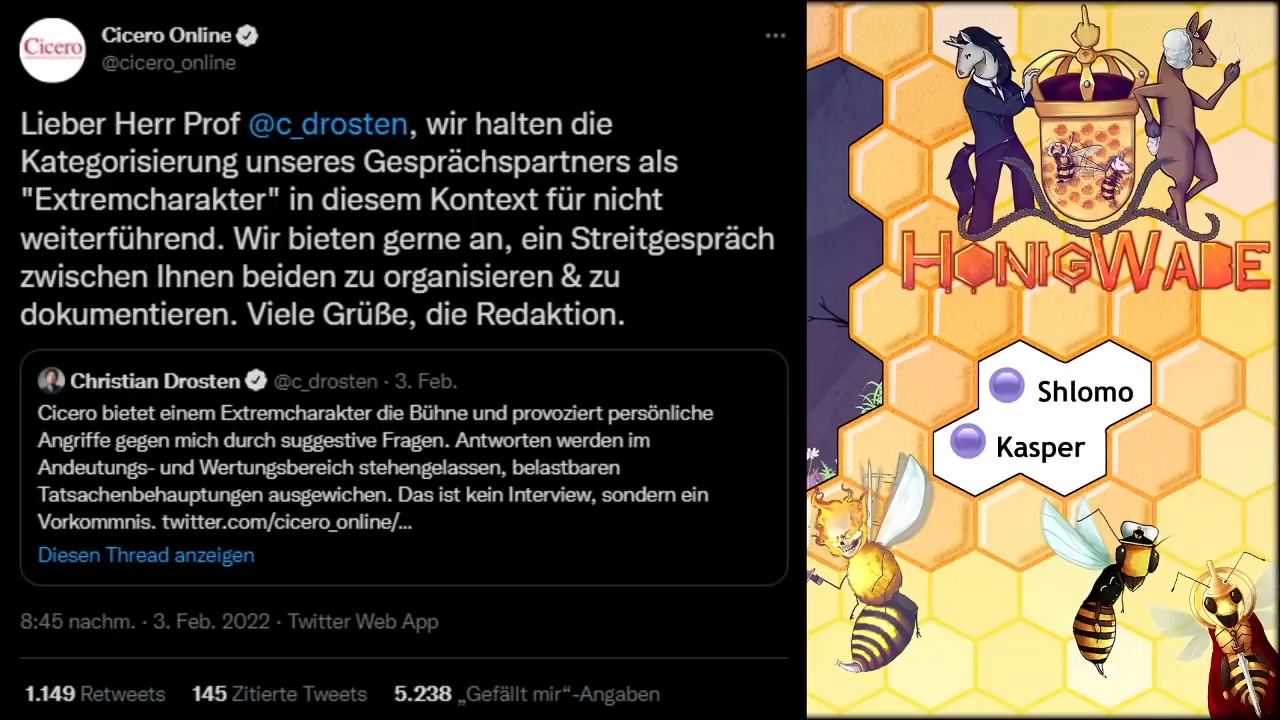 Cicero Online
@cicero_online
Lieber Herr Prof @c_drosten, wir halten die
Kategorisierung unseres Gesprächspartners als
"Extremcharakter" in diesem Kontext für nicht
weiterführend. Wir bieten gerne an, ein Streitgespräch
zwischen Ihnen beiden zu organisieren & zu
dokumentieren. Viele Grüße, die Redaktion.
Christian Drosten @c_drosten · 3. Feb.
Cicero bietet einem Extremcharakter die Bühne und provoziert persönliche
Angriffe gegen mich durch suggestive Fragen. Antworten werden im
Andeutungs- und Wertungsbereich stehengelassen, belastbaren
Tatsachenbehauptungen ausgewichen. Das ist kein Interview, sondern ein
Vorkommnis. twitter.com/cicero_online/...
Diesen Thread anzeigen
8:45 nachm. · 3. Feb. 2022 · Twitter Web App
1.149 Retweets 145 Zitierte Tweets 5.238 „Gefällt mir“-Angaben
Cicero
HONIGWABE
Shlomo
Kasper